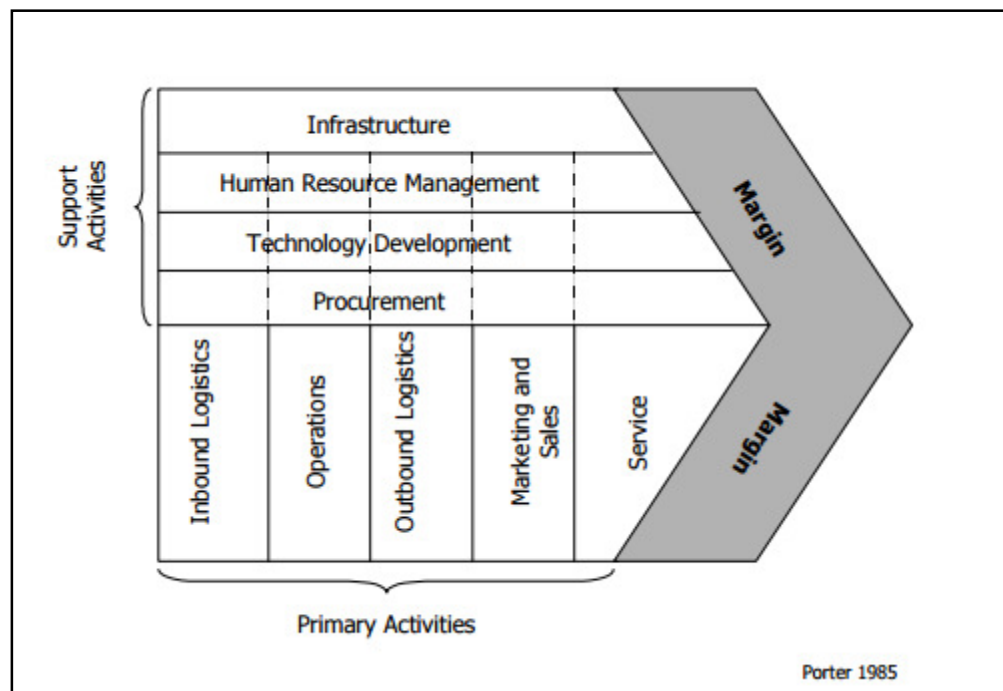 Infrastructure
Human Resource Management
Technology Development
Procurement
Support
Activities
Inbound Logistics
Operations
Outbound Logistics
Marketing and
Sales
Service
Margin
Margin
Primary Activities
Porter 1985